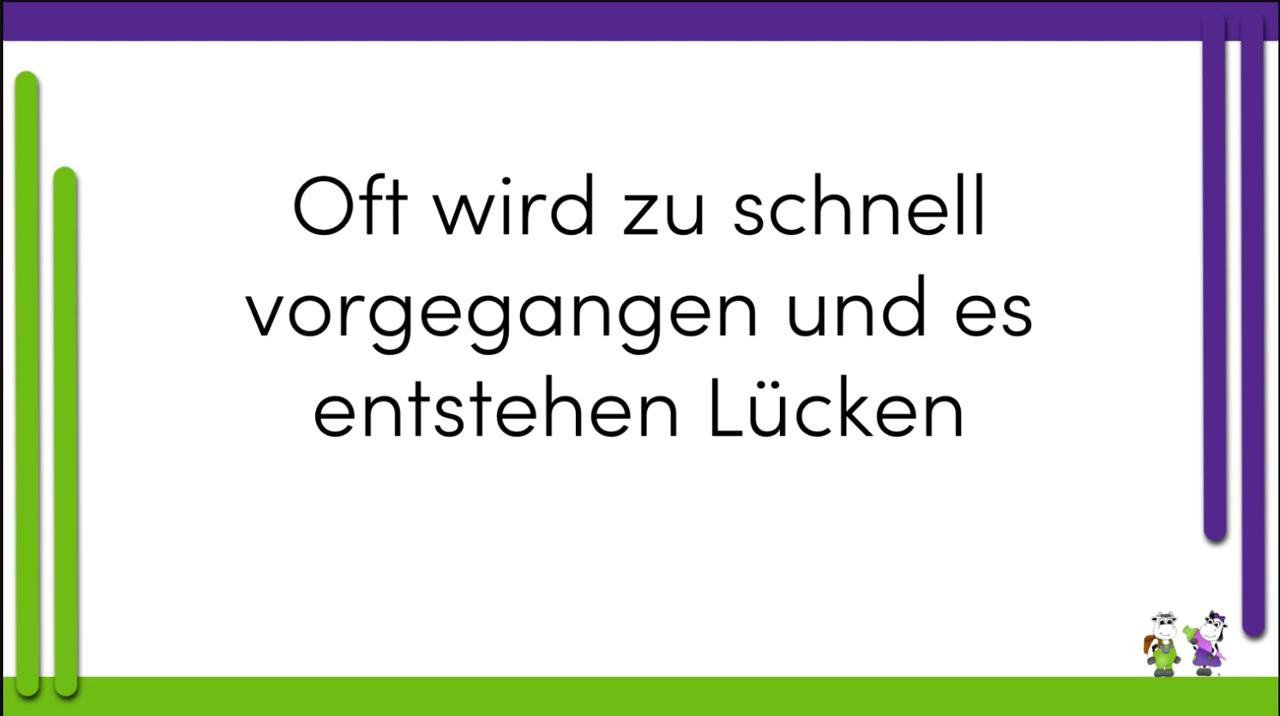 Oft wird zu schnell
vorgegangen und es
entstehen Lücken